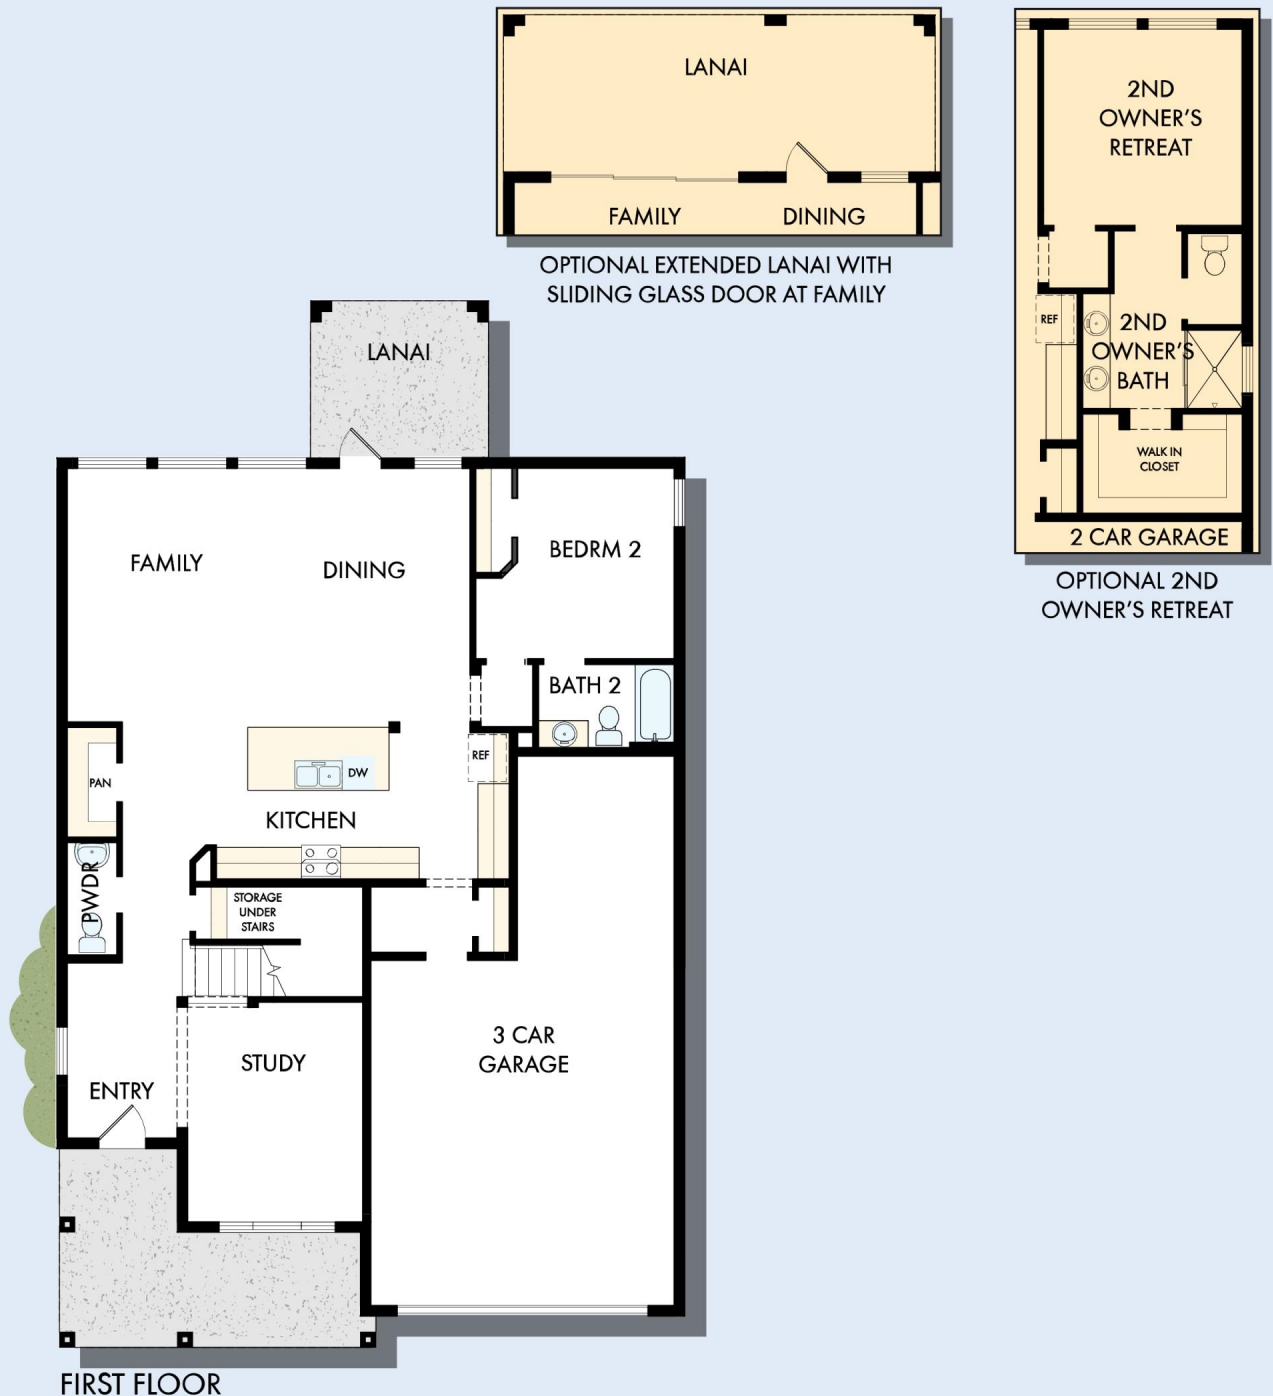 LANAI
FAMILY
DINING
OPTIONAL EXTENDED LANAI WITH
SLIDING GLASS DOOR AT FAMILY
2ND
OWNER'S
RETREAT
REF
2ND
OWNER'S
BATH
WALK IN
CLOSET
2 CAR GARAGE
OPTIONAL 2ND
OWNER'S RETREAT
LANAI
FAMILY
DINING
BEDRM 2
BATH 2
PAN
DW
REF
KITCHEN
PWDR
STORAGE
UNDER
STAIRS
3 CAR
GARAGE
STUDY
ENTRY
FIRST FLOOR